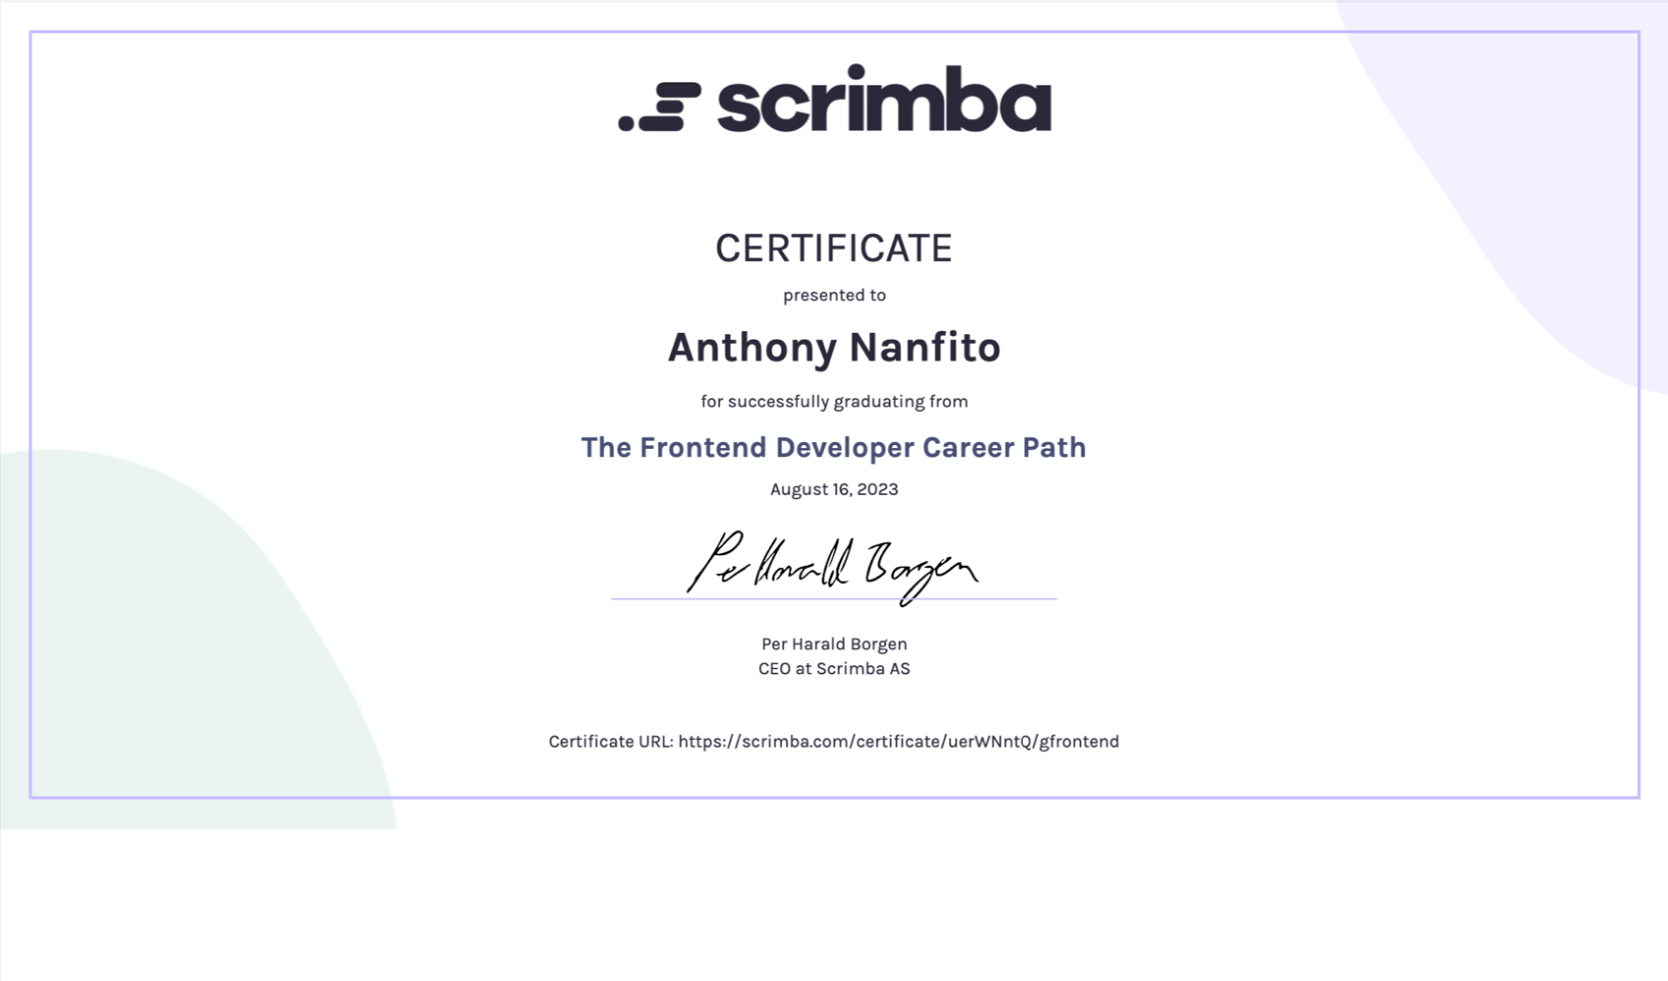 scrimba
CERTIFICATE
presented to
Anthony Nanfito
for successfully graduating from
The Frontend Developer Career Path
August 16, 2023
Per Harald Borgen
Per Harald Borgen
CEO at Scrimba AS
Certificate URL: https://scrimba.com/certificate/uerWNntQ/gfrontend